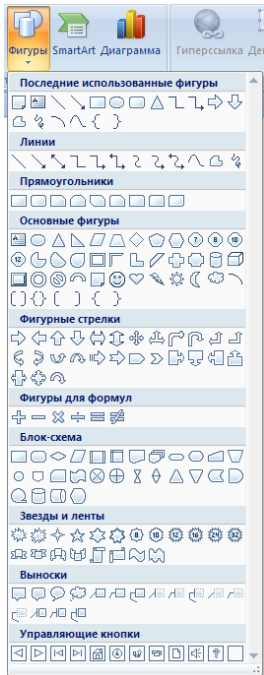 Фигуры SmartArt Диаграмма Гиперссылка
Последние использованные фигуры
Линии
Прямоугольники
Основные фигуры
Фигурные стрелки
Фигуры для формул
Блок-схема
Звезды и ленты
Выноски
Управляющие кнопки